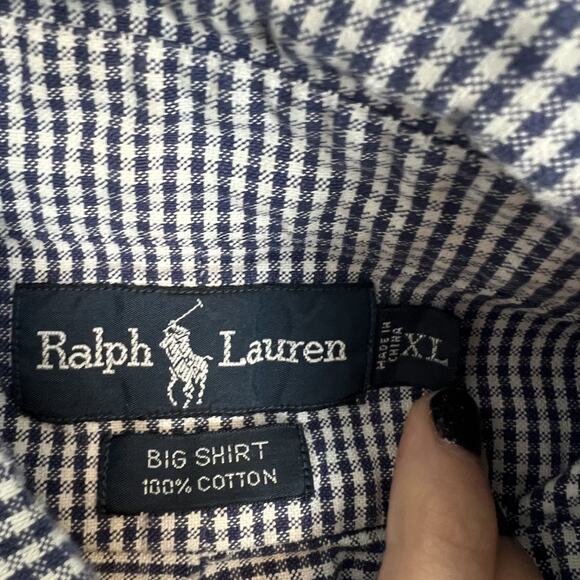 Ralph Lauren
MADE IN
CHINA
XL
BIG SHIRT
100% COTTON